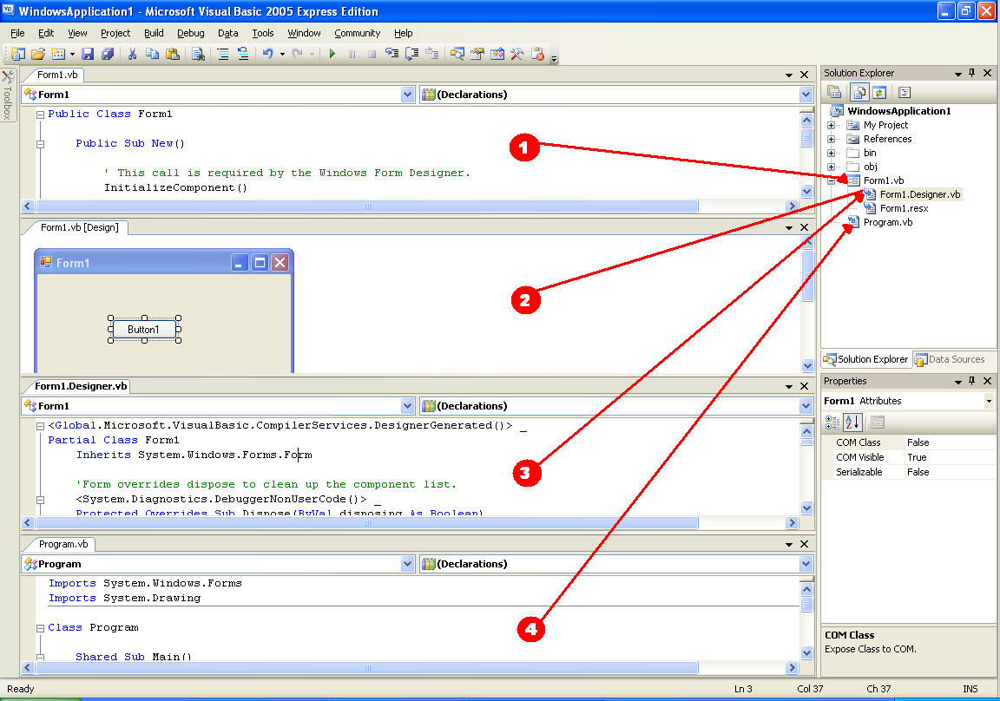 WindowsApplication1 - Microsoft Visual Basic 2005 Express Edition
File Edit View Project Build Debug Data Tools Window Community Help
Toolbox
Form1.vb
Form1 (Declarations)
Public Class Form1
Public Sub New()
' This call is required by the Windows Form Designer.
InitializeComponent()
1
Form1.vb [Design]
Form1
Button1
2
Form1.Designer.vb
Form1 (Declarations)
<Global.Microsoft.VisualBasic.CompilerServices.DesignerGenerated()> _
Partial Class Form1
Inherits System.Windows.Forms.Form
'Form overrides dispose to clean up the component list.
<System.Diagnostics.DebuggerNonUserCode()> _
Protected Overrides Sub Dispose(ByVal disposing As Boolean)
3
Program.vb
Program (Declarations)
Imports System.Windows.Forms
Imports System.Drawing
Class Program
Shared Sub Main()
4
Solution Explorer
WindowsApplication1
My Project
References
bin
obj
Form1.vb
Form1.Designer.vb
Form1.resx
Program.vb
Solution Explorer Data Sources
Properties
Form1 Attributes
COM Class False
COM Visible True
Serializable False
COM Class
Expose Class to COM.
Ready Ln 3 Col 37 Ch 37 INS